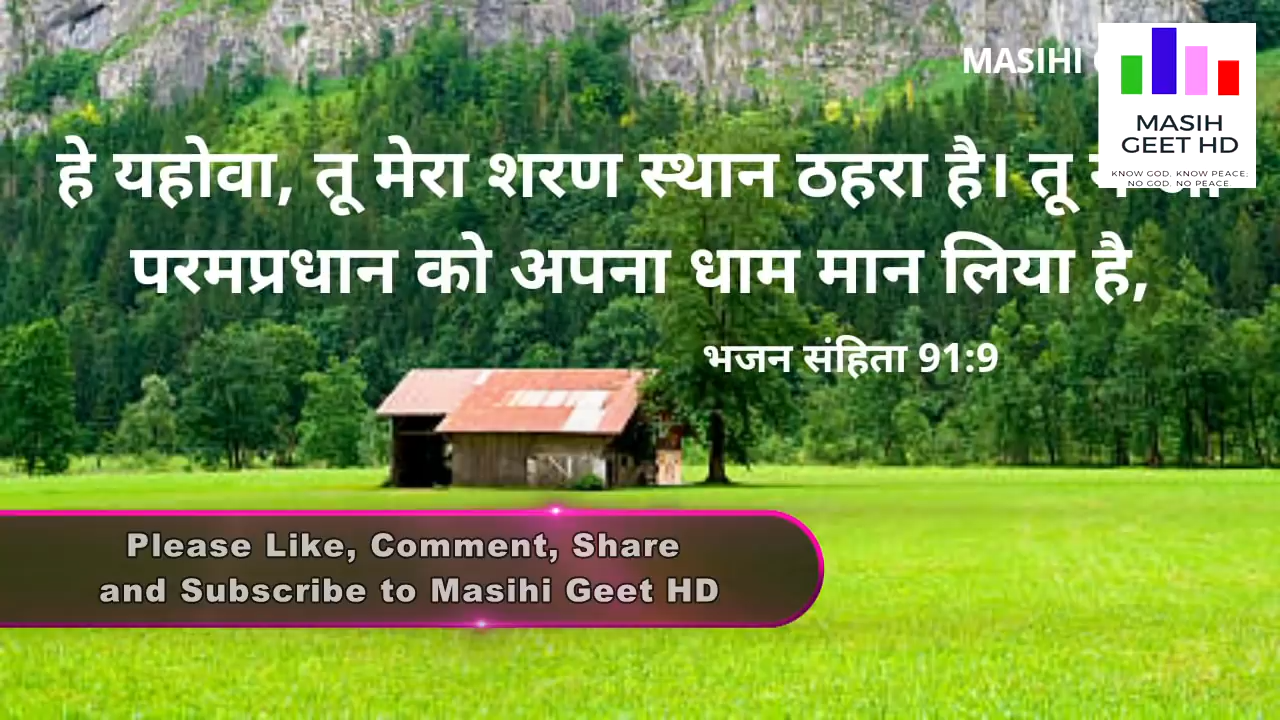 MASIHI
MASIH
GEET HD
KNOW GOD, KNOW PEACE;
NO GOD, NO PEACE.
हे यहोवा, तू मेरा शरण स्थान ठहरा है। तू
परमप्रधान को अपना धाम मान लिया है,
भजन संहिता 91:9
Please Like, Comment, Share
and Subscribe to Masihi Geet HD